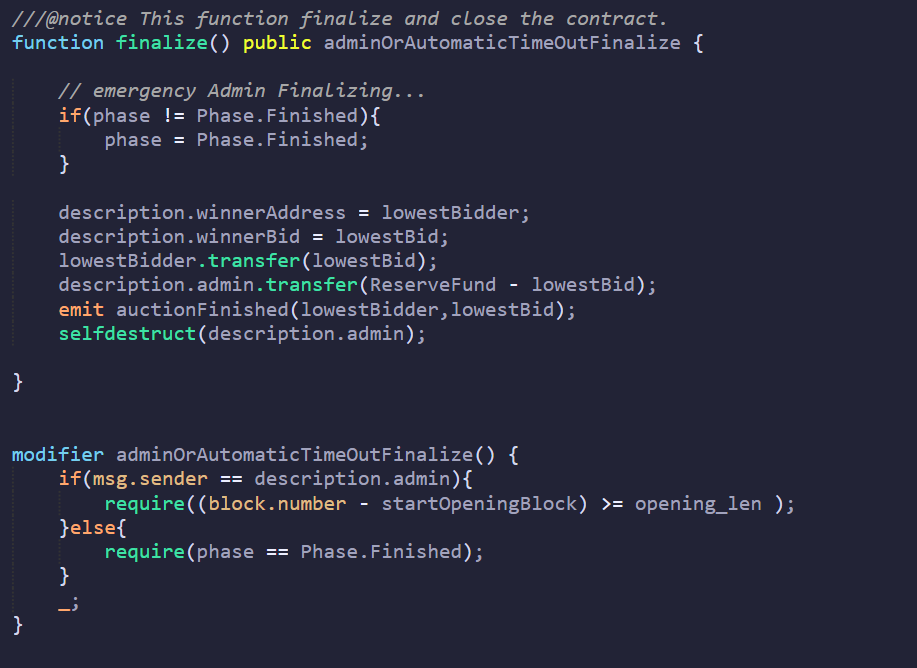 ///@notice This function finalize and close the contract.
function finalize() public adminOrAutomaticTimeOutFinalize {
// emergency Admin Finalizing...
if(phase != Phase.Finished){
phase = Phase.Finished;
}
description.winnerAddress = lowestBidder;
description.winnerBid = lowestBid;
lowestBidder.transfer(lowestBid);
description.admin.transfer(ReserveFund - lowestBid);
emit auctionFinished(lowestBidder,lowestBid);
selfdestruct(description.admin);
}
modifier adminOrAutomaticTimeOutFinalize() {
if(msg.sender == description.admin){
require((block.number - startOpeningBlock) >= opening_len );
}else{
require(phase == Phase.Finished);
}
_;
}